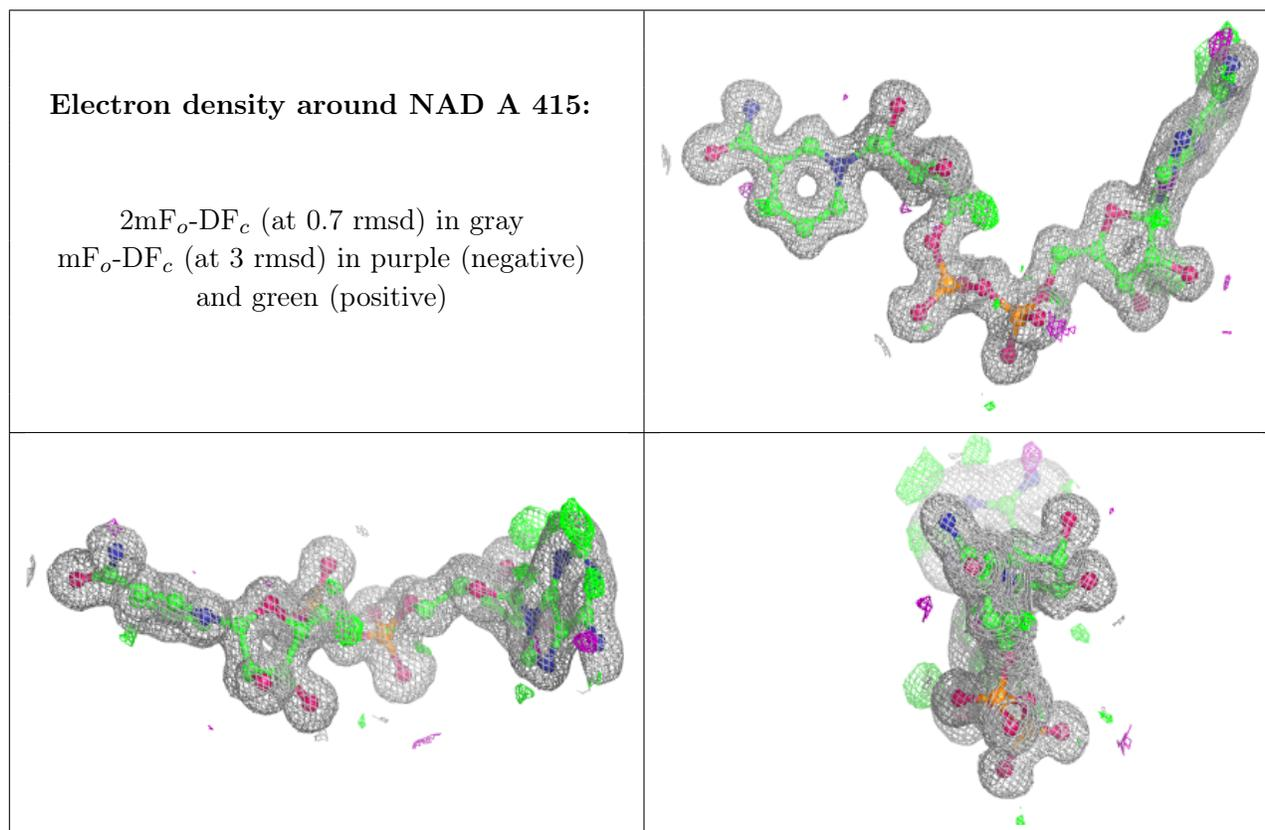 Electron density around NAD A 415:
2mFo-DFc (at 0.7 rmsd) in gray
mFo-DFc (at 3 rmsd) in purple (negative)
and green (positive)